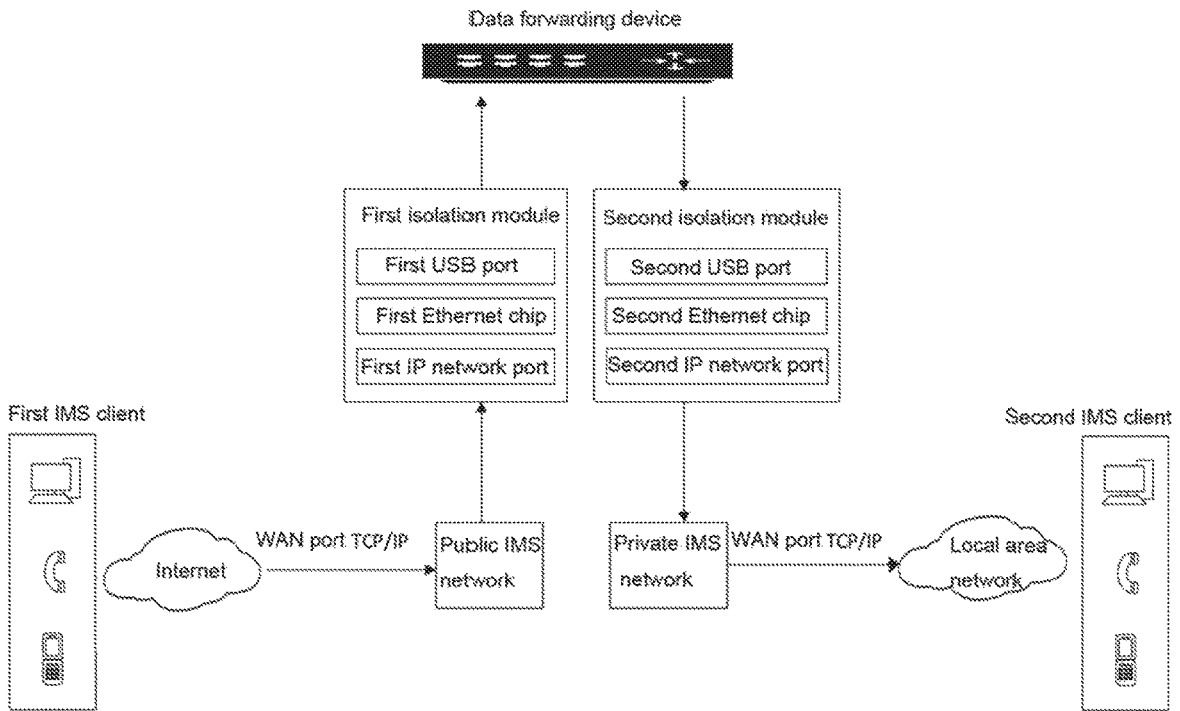 Data forwarding device
First isolation module
First USB port
First Ethernet chip
First IP network port
Second isolation module
Second USB port
Second Ethernet chip
Second IP network port
First IMS client
Second IMS client
Internet
WAN port TCP/IP
Public IMS
network
Private IMS
network
WAN port TCP/IP
Local area
network